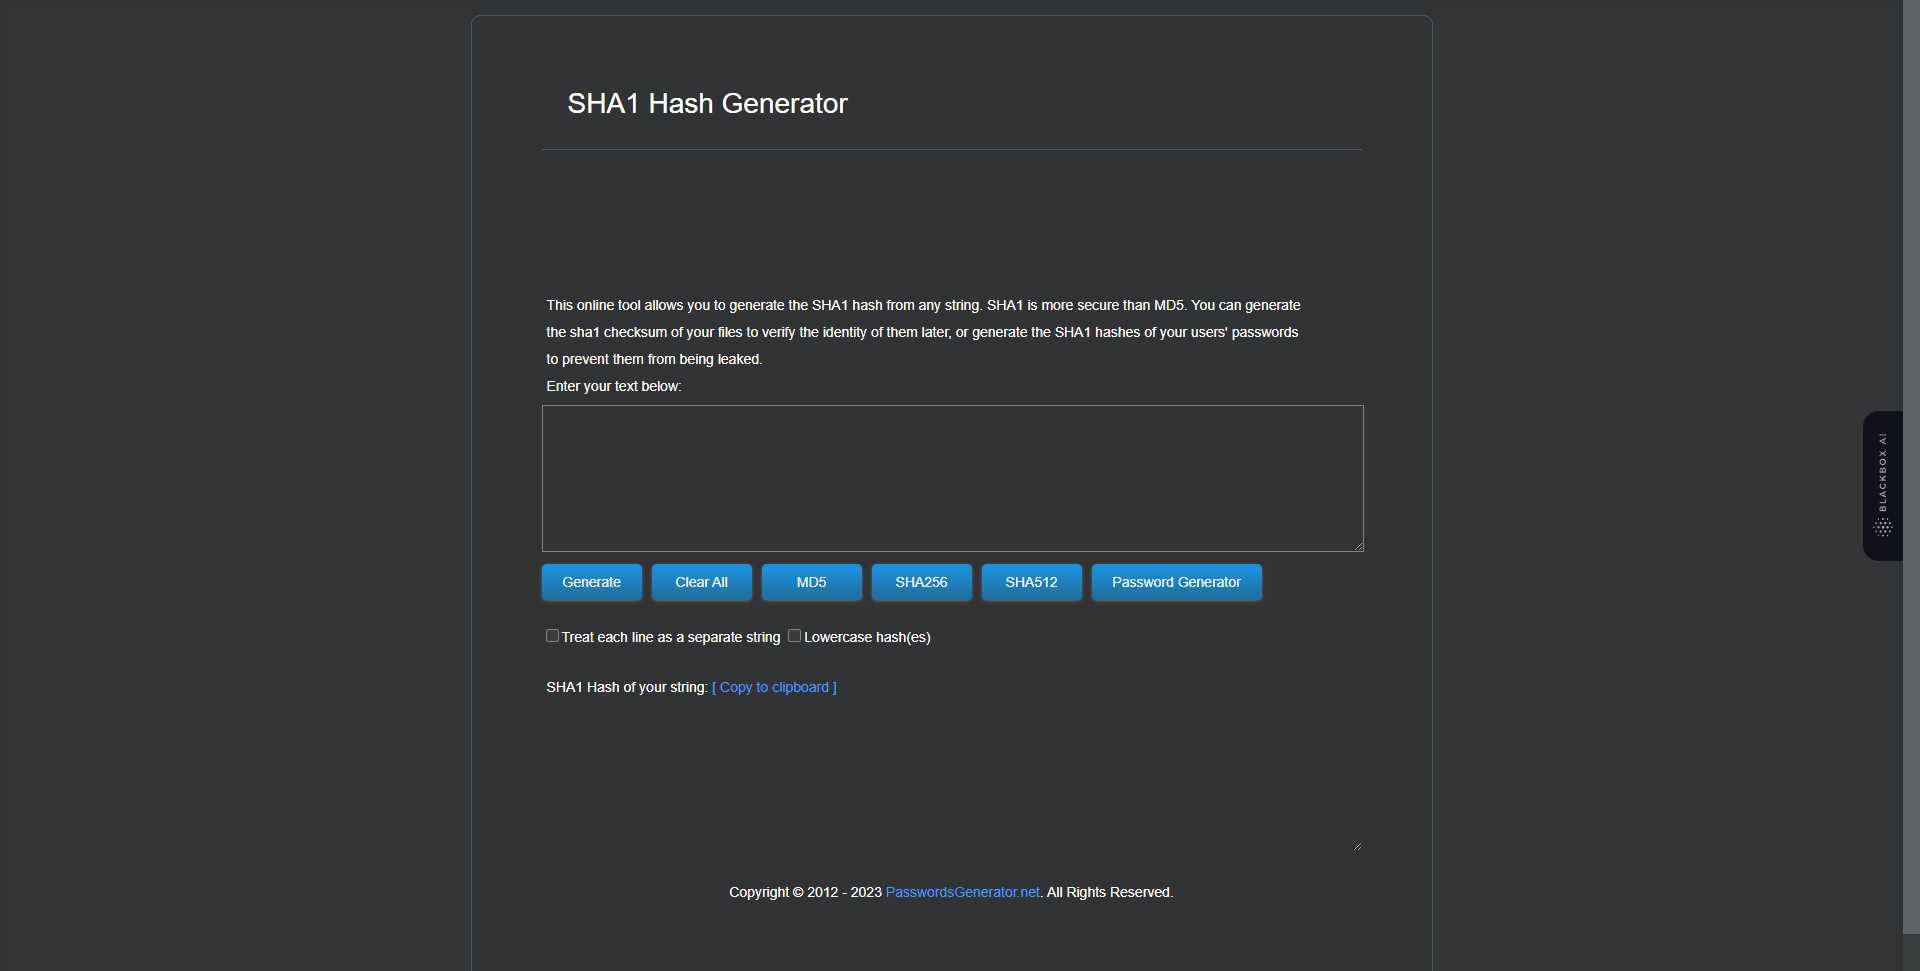 SHA1 Hash Generator
This online tool allows you to generate the SHA1 hash from any string. SHA1 is more secure than MD5. You can generate
the sha1 checksum of your files to verify the identity of them later, or generate the SHA1 hashes of your users' passwords
to prevent them from being leaked.
Enter your text below:
Generate Clear All MD5 SHA256 SHA512 Password Generator
Treat each line as a separate string Lowercase hash(es)
SHA1 Hash of your string: [ Copy to clipboard ]
Copyright © 2012 - 2023 PasswordsGenerator.net. All Rights Reserved.
BLACKBOX AI